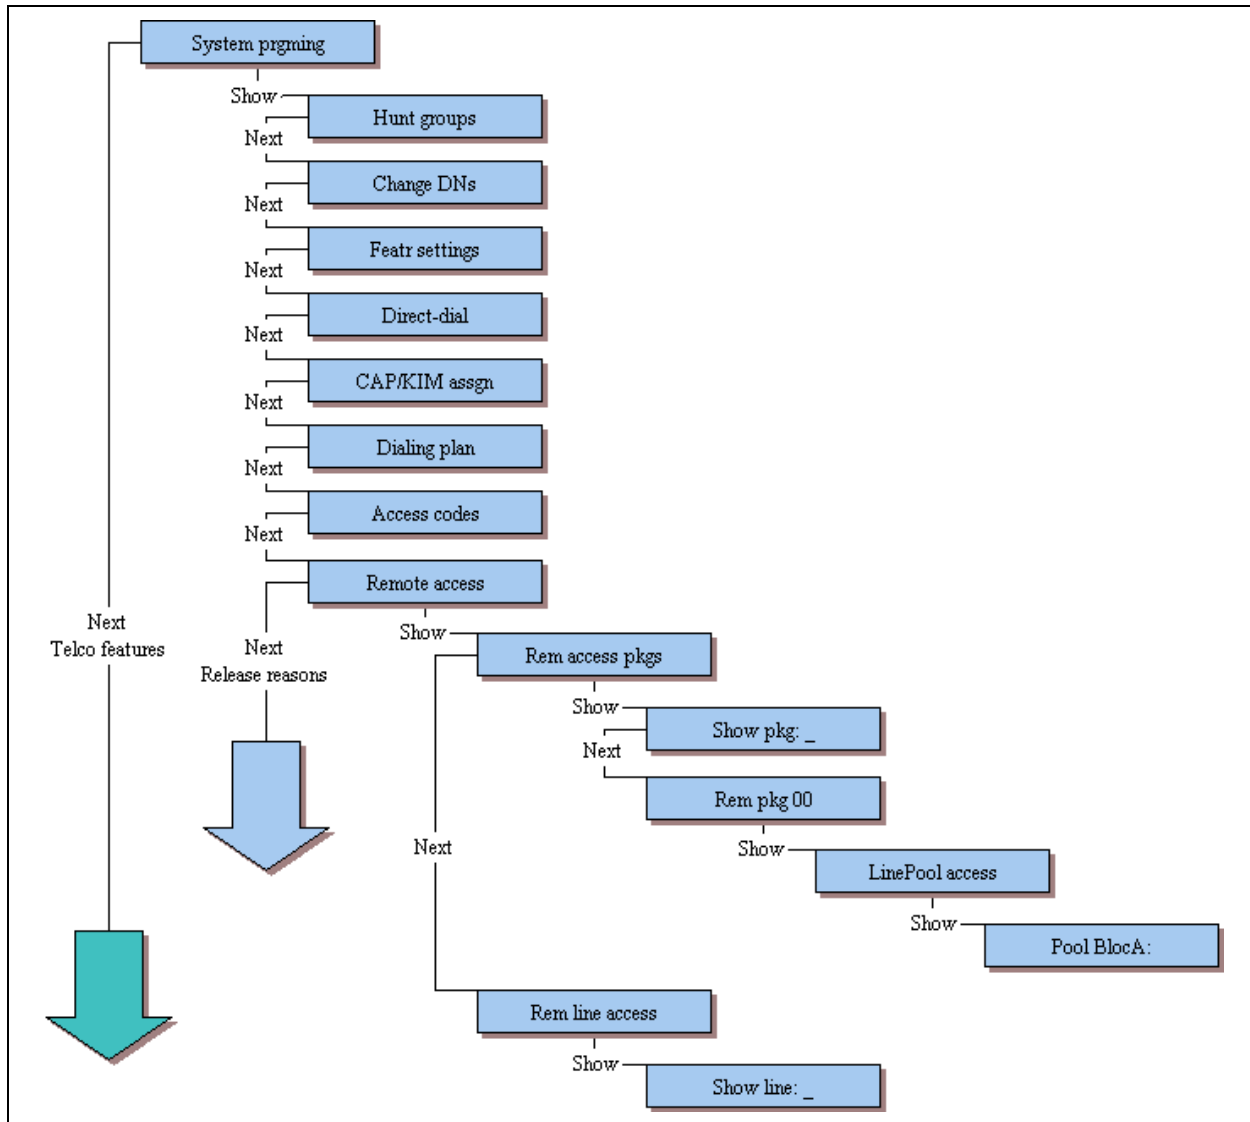 System prgming
Show
Hunt groups
Next
Change DNs
Next
Featr settings
Next
Direct-dial
Next
CAP/KIM assgn
Next
Dialing plan
Next
Access codes
Next
Remote access
Next
Telco features
Next
Release reasons
Show
Rem access pkgs
Show
Show pkg: _
Next
Rem pkg 00
Show
LinePool access
Show
Pool BlocA:
Next
Rem line access
Show
Show line: _